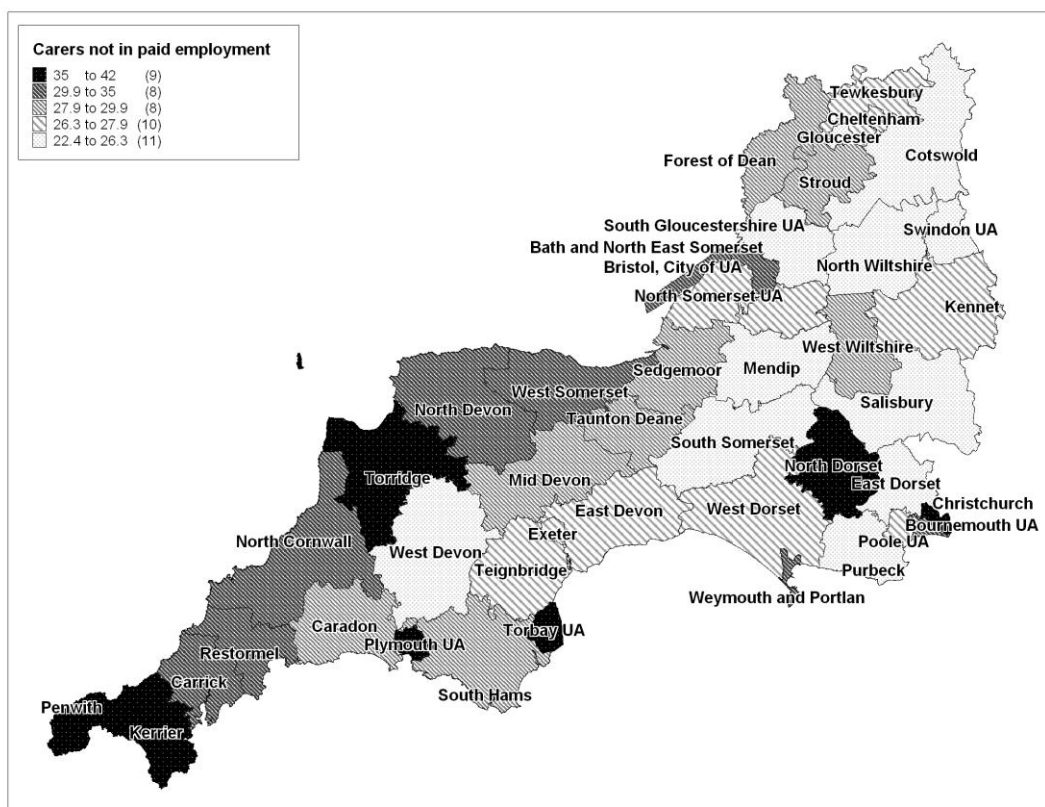 Carers not in paid employment
35 to 42 (9)
29.9 to 35 (8)
27.9 to 29.9 (8)
26.3 to 27.9 (10)
22.4 to 26.3 (11)
Tewkesbury
Cheltenham
Gloucester
Cotswold
Forest of Dean
Stroud
South Gloucestershire UA
Swindon UA
Bath and North East Somerset
Bristol, City of UA
North Wiltshire
North Somerset UA
Kennet
West Wiltshire
Mendip
Sedgemoor
West Somerset
Salisbury
North Devon
Taunton Deane
South Somerset
North Dorset
Torridge
Mid Devon
East Dorset
Christchurch
West Dorset
East Devon
Bournemouth UA
Exeter
Poole UA
North Cornwall
West Devon
Teignbridge
Purbeck
Weymouth and Portlan
Caradon
Torbay UA
Plymouth UA
Restormel
Carrick
South Hams
Penwith
Kerrier